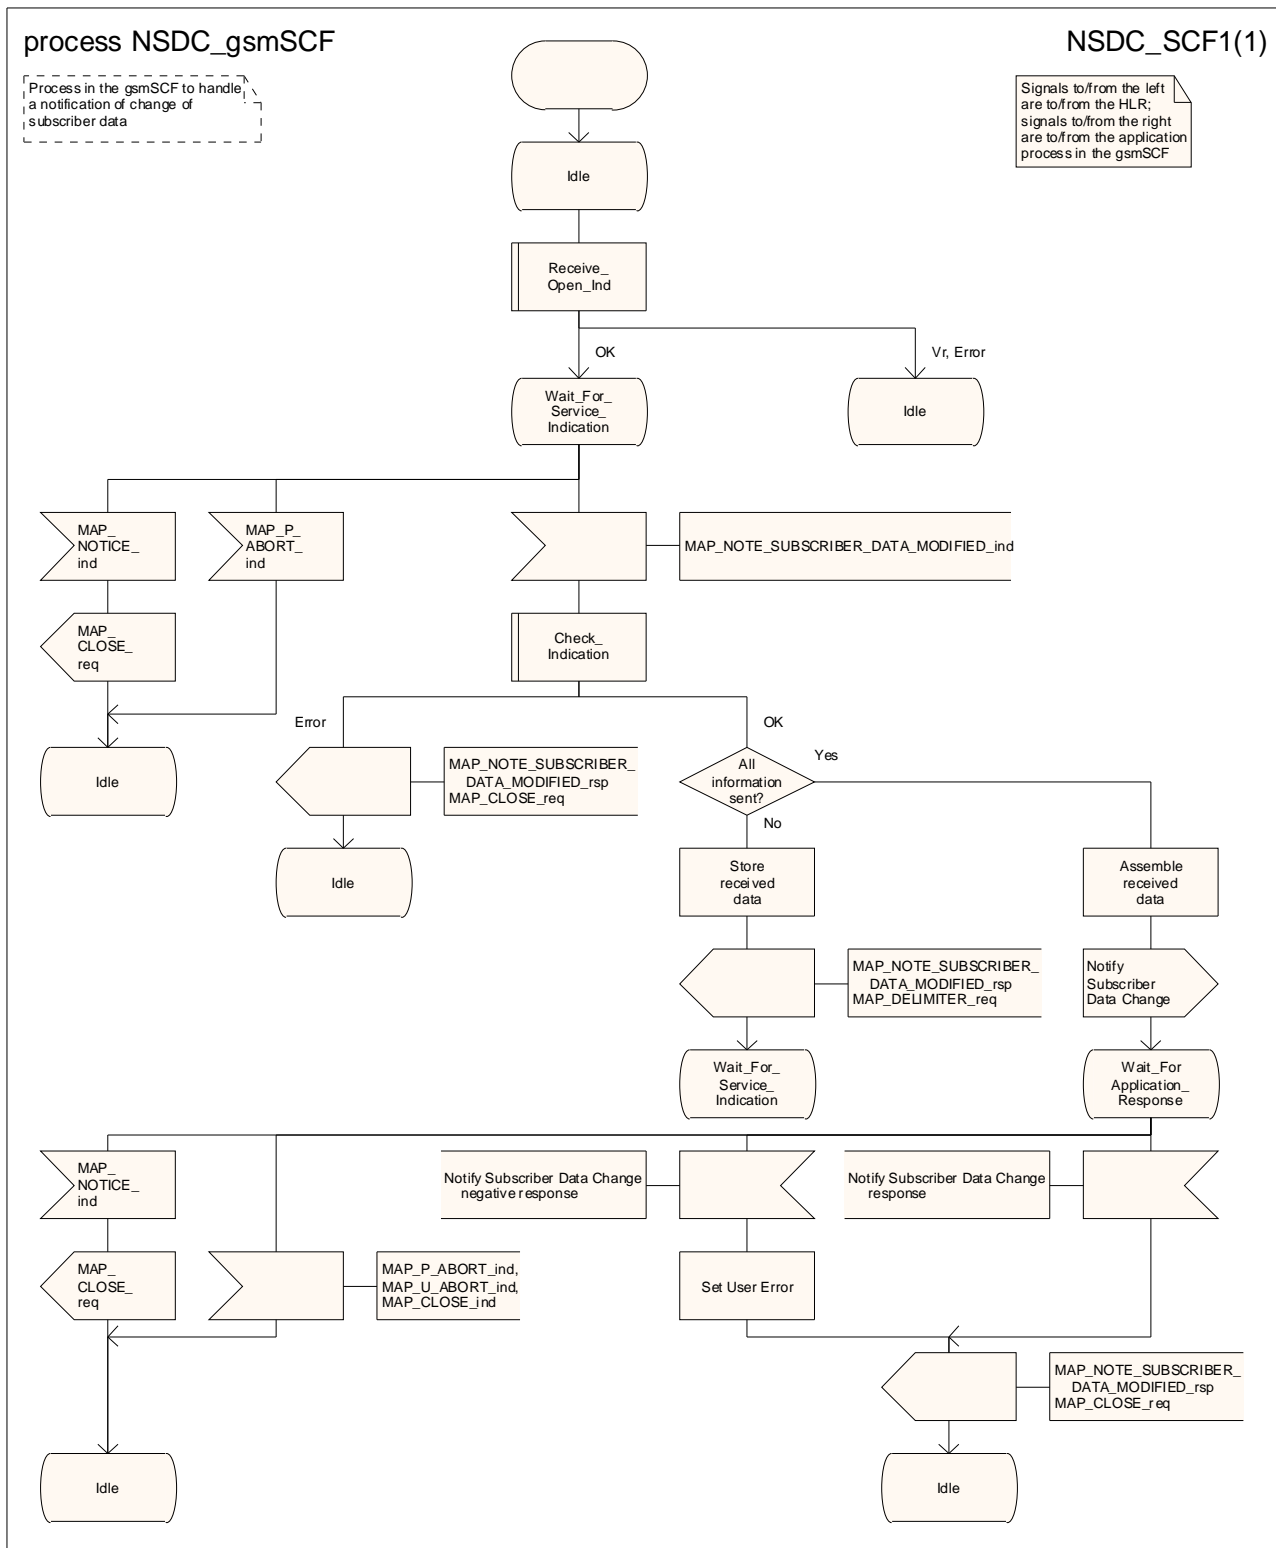 process NSDC_gsmSCF
NSDC_SCF1(1)
Process in the gsmSCF to handle
a notification of change of
subscriber data
Signals to/from the left
are to/from the HLR;
signals to/from the right
are to/from the application
process in the gsmSCF
Idle
Receive_
Open_Ind
OK
Vr, Error
Wait_For_
Service_
Indication
Idle
MAP_
NOTICE_
ind
MAP_P_
ABORT_
ind
MAP_NOTE_SUBSCRIBER_DATA_MODIFIED_ind
MAP_
CLOSE_
req
Check_
Indication
Error
OK
Idle
MAP_NOTE_SUBSCRIBER_
DATA_MODIFIED_rsp
MAP_CLOSE_req
All
information
sent?
Yes
No
Idle
Store
received
data
Assemble
received
data
MAP_NOTE_SUBSCRIBER_
DATA_MODIFIED_rsp
MAP_DELIMITER_req
Notify
Subscriber
Data Change
Wait_For_
Service_
Indication
Wait_For
Application_
Response
MAP_
NOTICE_
ind
Notify Subscriber Data Change
negative response
Notify Subscriber Data Change
response
MAP_
CLOSE_
req
MAP_P_ABORT_ind,
MAP_U_ABORT_ind,
MAP_CLOSE_ind
Set User Error
MAP_NOTE_SUBSCRIBER_
DATA_MODIFIED_rsp
MAP_CLOSE_req
Idle
Idle